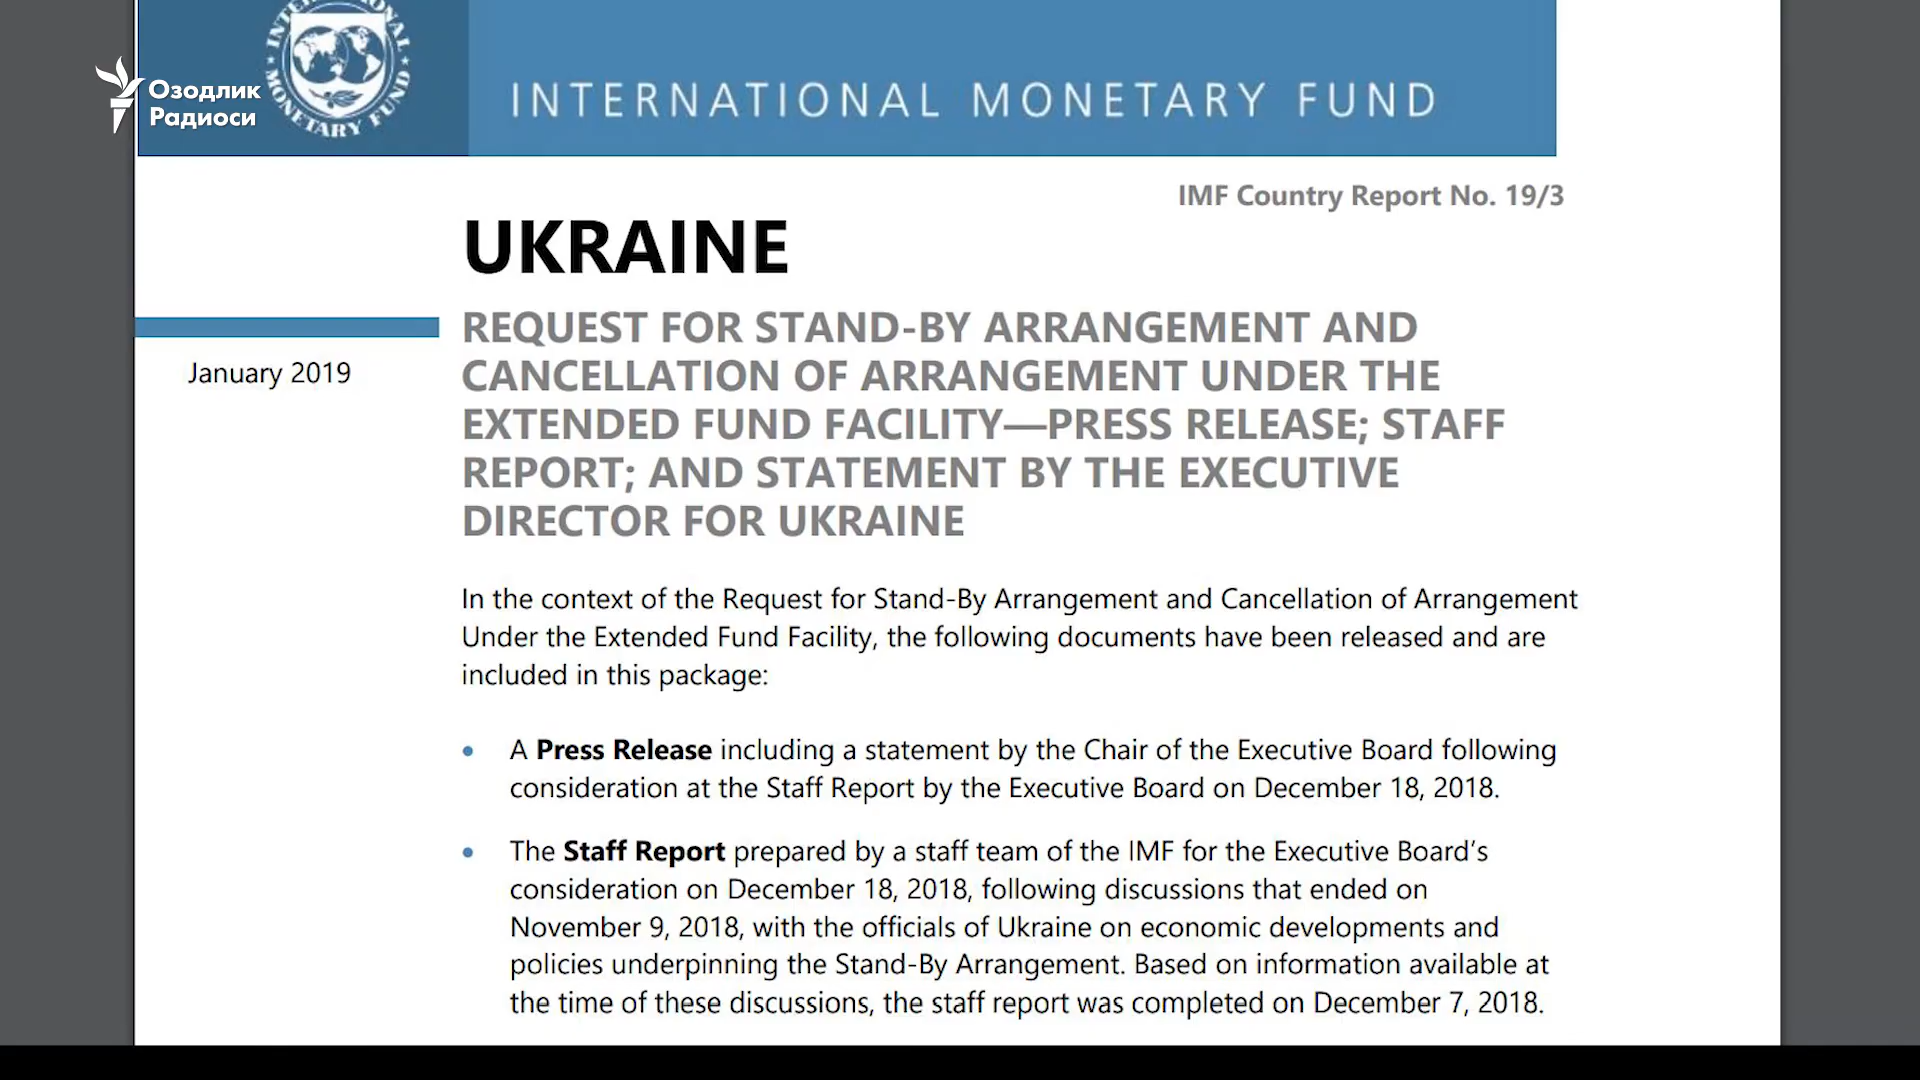 Озодлик
Радиоси
INTERNATIONAL MONETARY FUND
INTERNATIONAL MONETARY FUND
IMF Country Report No. 19/3
UKRAINE
January 2019
REQUEST FOR STAND-BY ARRANGEMENT AND
CANCELLATION OF ARRANGEMENT UNDER THE
EXTENDED FUND FACILITY—PRESS RELEASE; STAFF
REPORT; AND STATEMENT BY THE EXECUTIVE
DIRECTOR FOR UKRAINE
In the context of the Request for Stand-By Arrangement and Cancellation of Arrangement
Under the Extended Fund Facility, the following documents have been released and are
included in this package:
• A Press Release including a statement by the Chair of the Executive Board following
consideration at the Staff Report by the Executive Board on December 18, 2018.
• The Staff Report prepared by a staff team of the IMF for the Executive Board’s
consideration on December 18, 2018, following discussions that ended on
November 9, 2018, with the officials of Ukraine on economic developments and
policies underpinning the Stand-By Arrangement. Based on information available at
the time of these discussions, the staff report was completed on December 7, 2018.